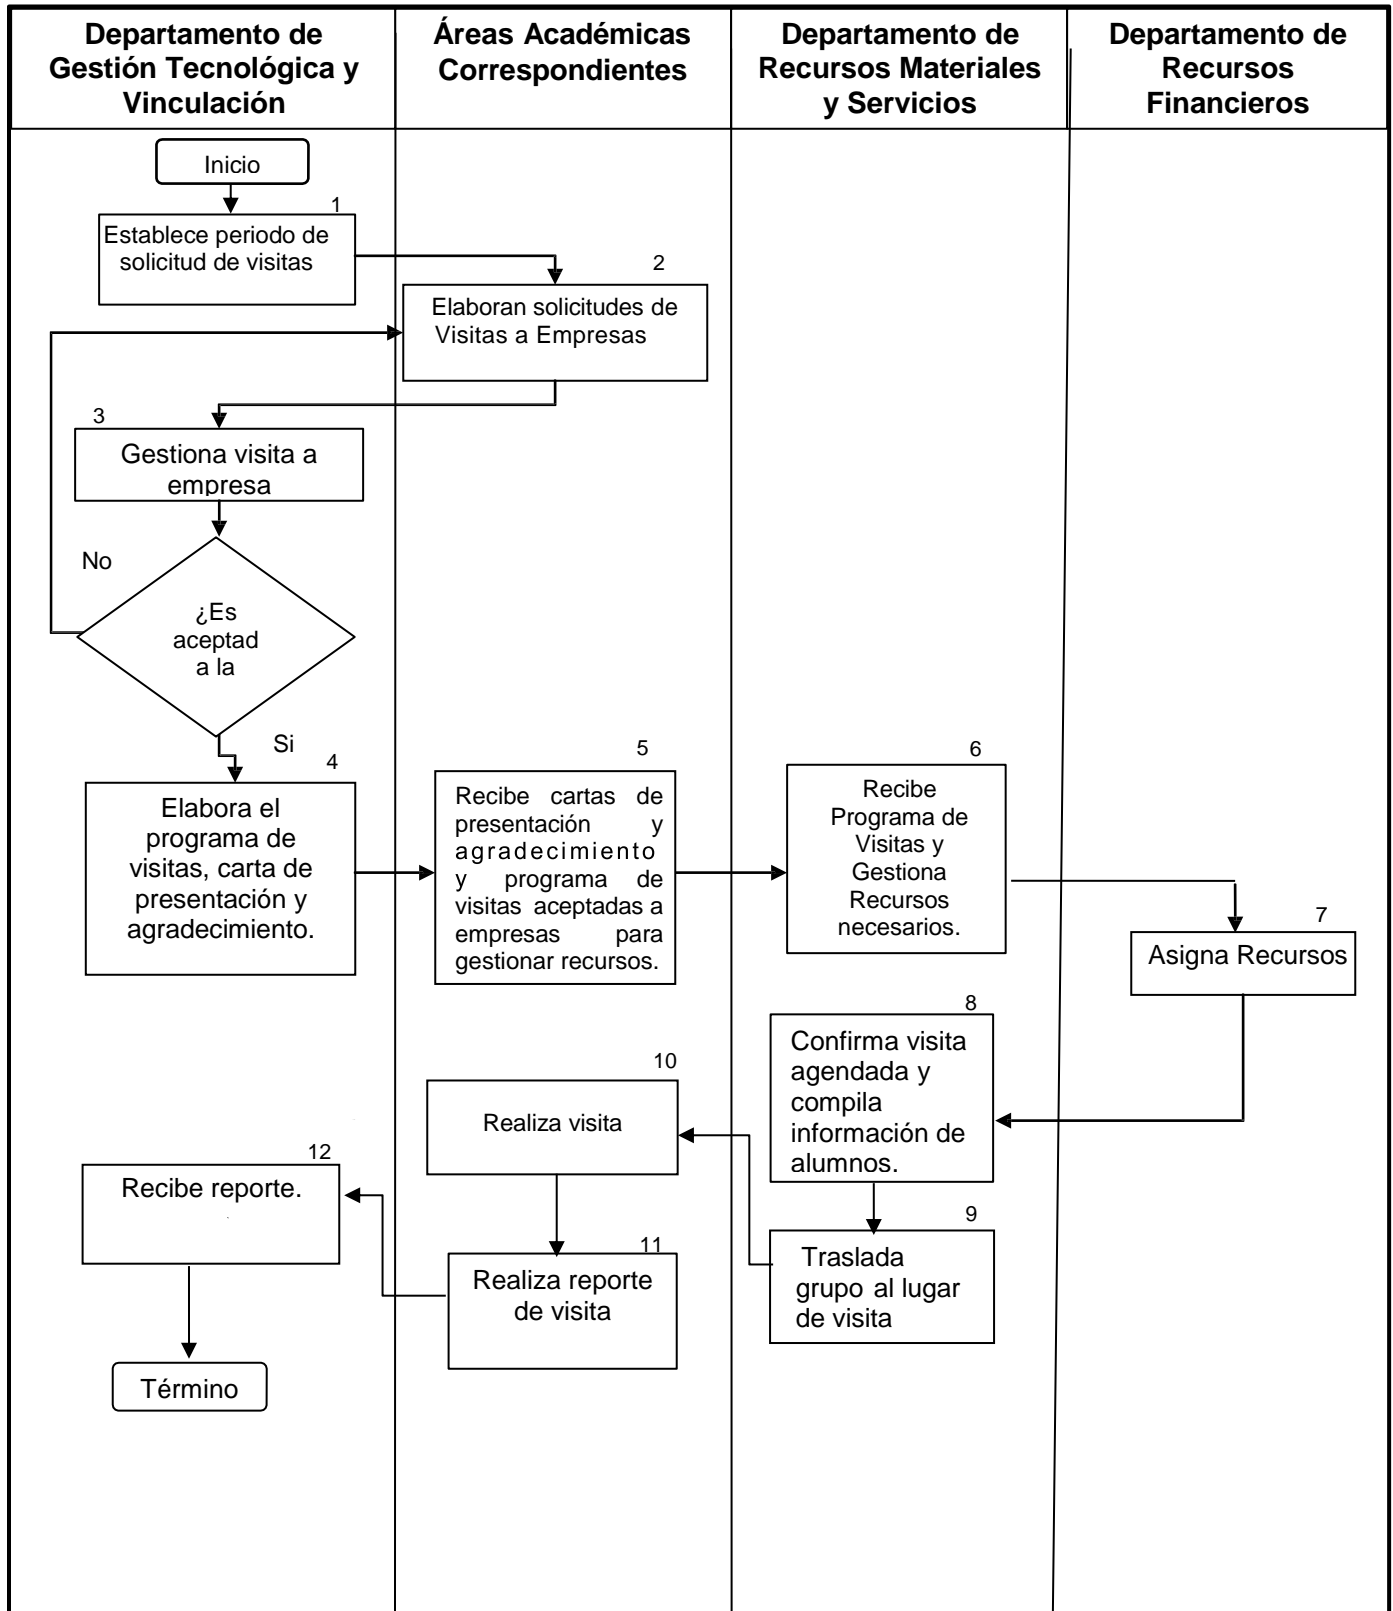 Departamento de
Gestión Tecnológica y
Vinculación
Áreas Académicas
Correspondientes
Departamento de
Recursos Materiales
y Servicios
Departamento de
Recursos
Financieros
Inicio
1
Establece periodo de
solicitud de visitas
2
Elaboran solicitudes de
Visitas a Empresas
3
Gestiona visita a
empresa
No
¿Es
aceptad
a la
Si
4
Elabora el
programa de
visitas, carta de
presentación y
agradecimiento.
5
Recibe cartas de
presentación y
agradecimiento
y programa de
visitas aceptadas a
empresas para
gestionar recursos.
6
Recibe
Programa de
Visitas y
Gestiona
Recursos
necesarios.
7
Asigna Recursos
8
Confirma visita
agendada y
compila
información de
alumnos.
9
Traslada
grupo al lugar
de visita
10
Realiza visita
11
Realiza reporte
de visita
12
Recibe reporte.
Término